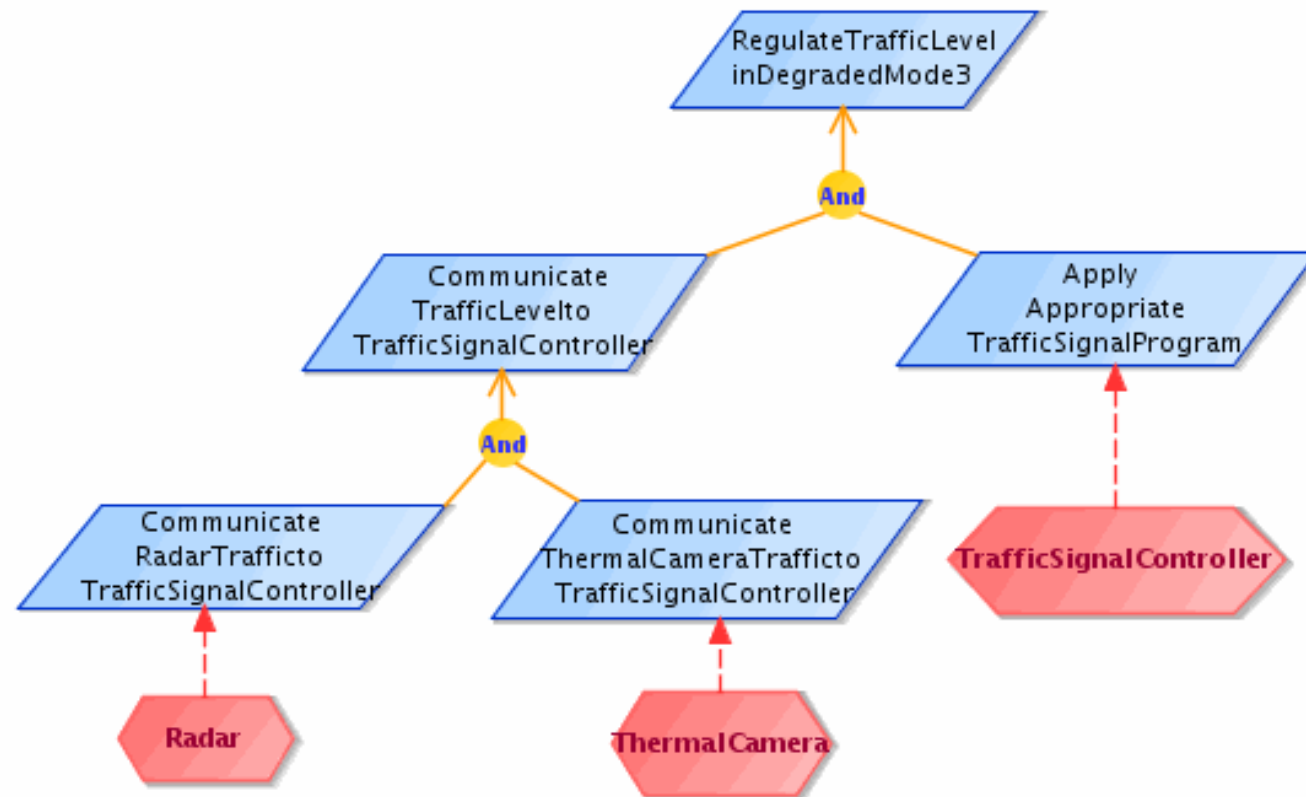 RegulateTrafficLevel
inDegradedMode3
And
Communicate
TrafficLevelto
TrafficSignalController
Apply
Appropriate
TrafficSignalProgram
And
Communicate
RadarTrafficto
TrafficSignalController
Communicate
ThermalCameraTrafficto
TrafficSignalController
TrafficSignalController
Radar
ThermalCamera